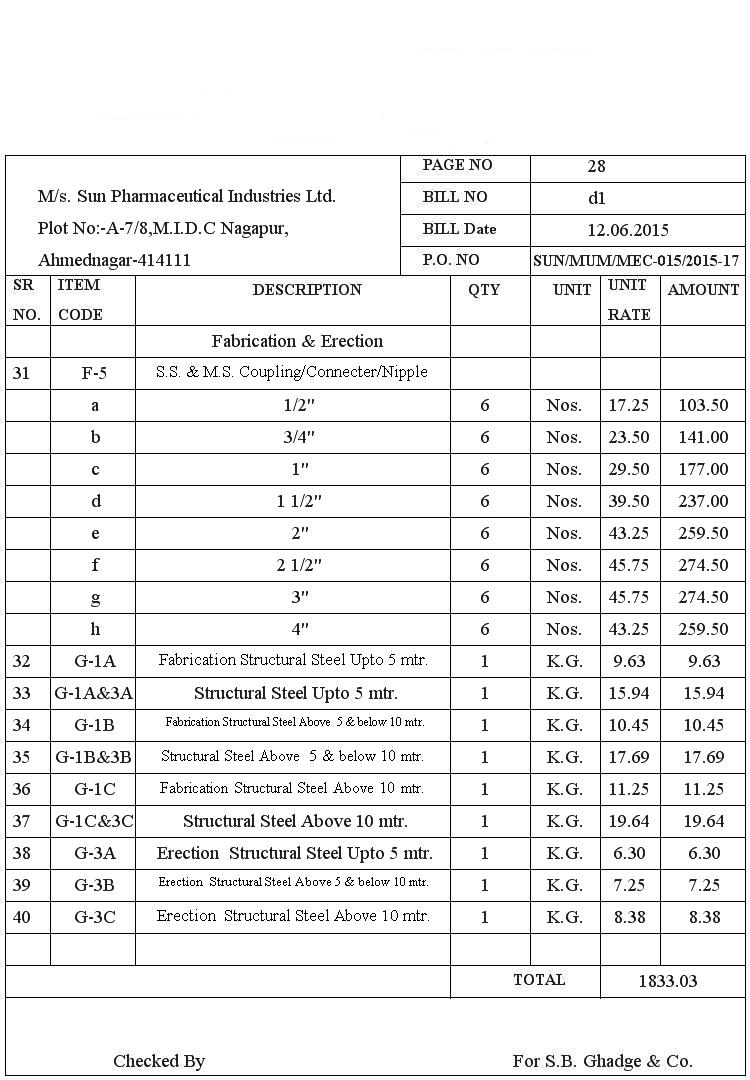 PAGE NO 28
M/s. Sun Pharmaceutical Industries Ltd. BILL NO d1
Plot No:-A-7/8,M.I.D.C Nagapur, BILL Date 12.06.2015
Ahmednagar-414111 P.O. NO SUN/MUM/MEC-015/2015-17
SR NO. ITEM CODE DESCRIPTION QTY UNIT UNIT RATE AMOUNT
Fabrication & Erection
31 F-5 S.S. & M.S. Coupling/Connecter/Nipple
a 1/2" 6 Nos. 17.25 103.50
b 3/4" 6 Nos. 23.50 141.00
c 1" 6 Nos. 29.50 177.00
d 1 1/2" 6 Nos. 39.50 237.00
e 2" 6 Nos. 43.25 259.50
f 2 1/2" 6 Nos. 45.75 274.50
g 3" 6 Nos. 45.75 274.50
h 4" 6 Nos. 43.25 259.50
32 G-1A Fabrication Structural Steel Upto 5 mtr. 1 K.G. 9.63 9.63
33 G-1A&3A Structural Steel Upto 5 mtr. 1 K.G. 15.94 15.94
34 G-1B Fabrication Structural Steel Above 5 & below 10 mtr. 1 K.G. 10.45 10.45
35 G-1B&3B Structural Steel Above 5 & below 10 mtr. 1 K.G. 17.69 17.69
36 G-1C Fabrication Structural Steel Above 10 mtr. 1 K.G. 11.25 11.25
37 G-1C&3C Structural Steel Above 10 mtr. 1 K.G. 19.64 19.64
38 G-3A Erection Structural Steel Upto 5 mtr. 1 K.G. 6.30 6.30
39 G-3B Erection Structural Steel Above 5 & below 10 mtr. 1 K.G. 7.25 7.25
40 G-3C Erection Structural Steel Above 10 mtr. 1 K.G. 8.38 8.38
TOTAL 1833.03
Checked By For S.B. Ghadge & Co.